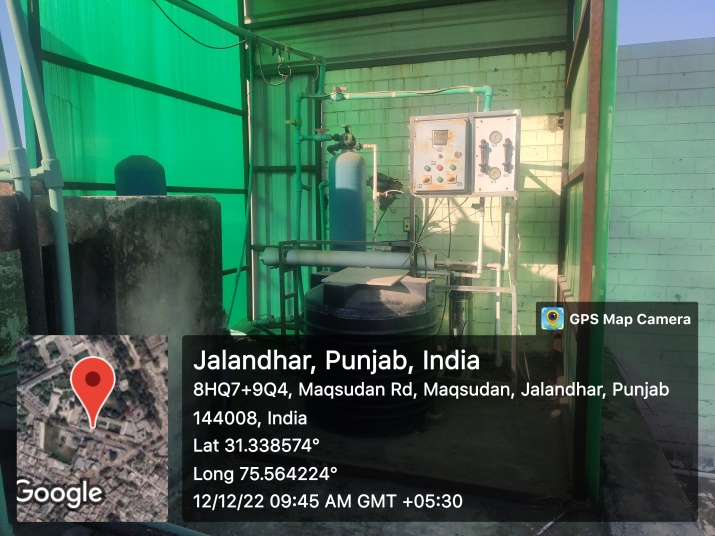 GPS Map Camera
Jalandhar, Punjab, India
8HQ7+9Q4, Maqsudan Rd, Maqsudan, Jalandhar, Punjab
144008, India
Lat 31.338574°
Long 75.564224°
12/12/22 09:45 AM GMT +05:30
Google